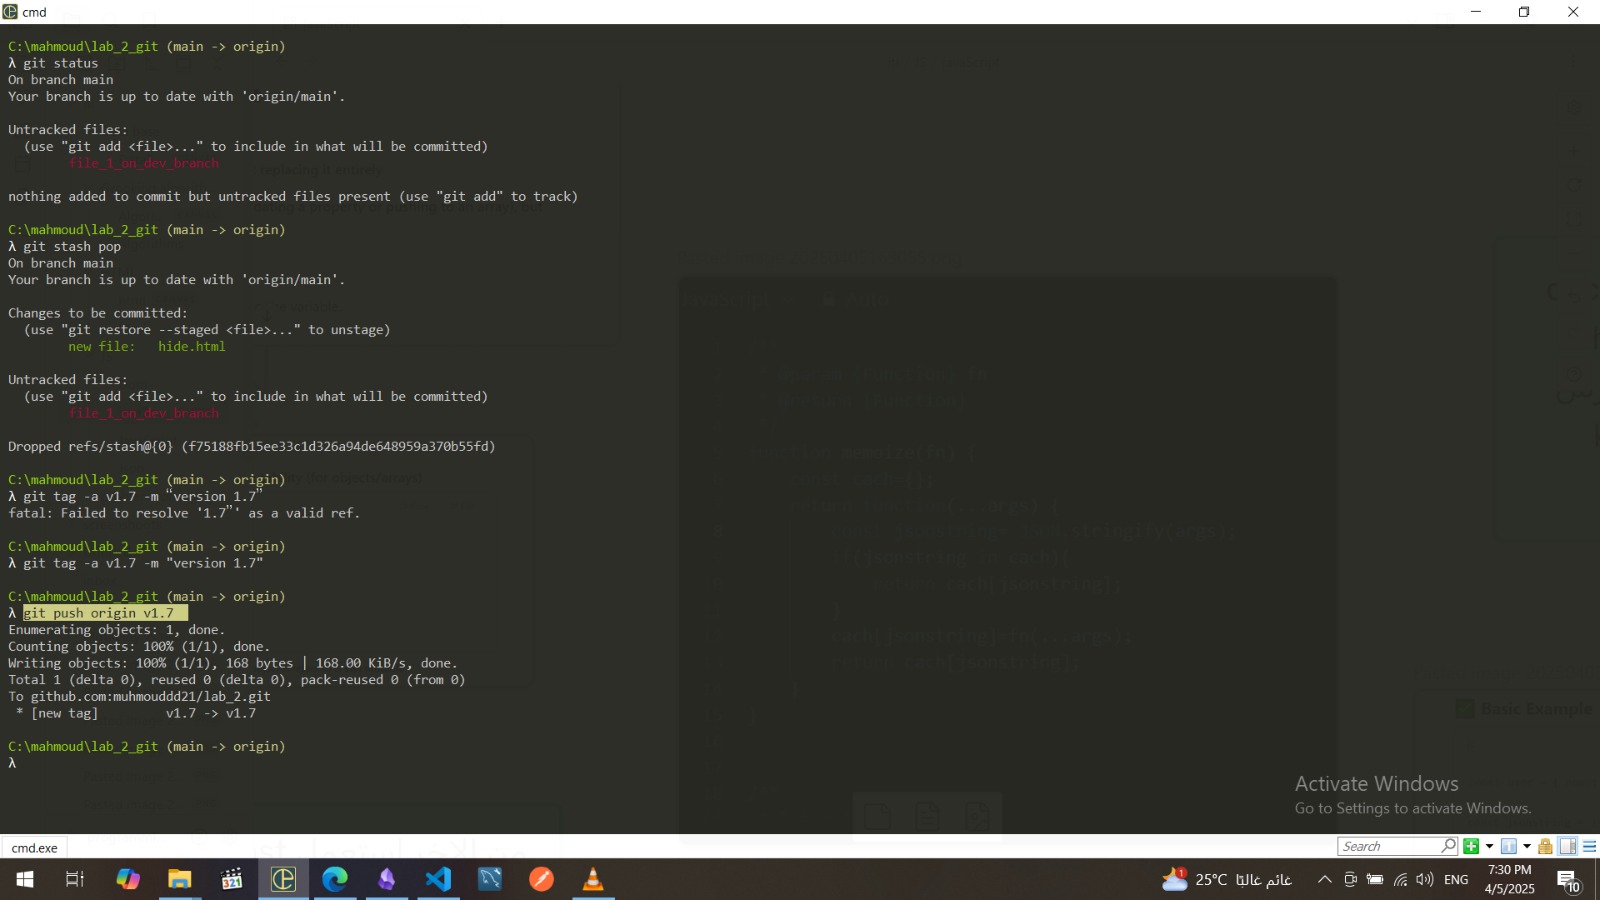 cmd
C:\mahmoud\lab_2_git (main -> origin)
λ git status
On branch main
Your branch is up to date with 'origin/main'.
Untracked files:
(use "git add <file>..." to include in what will be committed)
file_1_on_dev_branch
nothing added to commit but untracked files present (use "git add" to track)
C:\mahmoud\lab_2_git (main -> origin)
λ git stash pop
On branch main
Your branch is up to date with 'origin/main'.
Changes to be committed:
(use "git restore --staged <file>..." to unstage)
new file:   hide.html
Untracked files:
(use "git add <file>..." to include in what will be committed)
file_1_on_dev_branch
Dropped refs/stash@{0} (f75188fb15ee33c1d326a94de648959a370b55fd)
C:\mahmoud\lab_2_git (main -> origin)
λ git tag -a v1.7 -m “version 1.7”
fatal: Failed to resolve '1.7”' as a valid ref.
C:\mahmoud\lab_2_git (main -> origin)
λ git tag -a v1.7 -m "version 1.7"
C:\mahmoud\lab_2_git (main -> origin)
λ git push origin v1.7
Enumerating objects: 1, done.
Counting objects: 100% (1/1), done.
Writing objects: 100% (1/1), 168 bytes | 168.00 KiB/s, done.
Total 1 (delta 0), reused 0 (delta 0), pack-reused 0 (from 0)
To github.com:muhmouddd21/lab_2.git
* [new tag]         v1.7 -> v1.7
C:\mahmoud\lab_2_git (main -> origin)
λ
Basic Example
Activate Windows
Go to Settings to activate Windows.
cmd.exe
Search
321
1
25°C غائم غالبًا
ENG
7:30 PM
4/5/2025
10